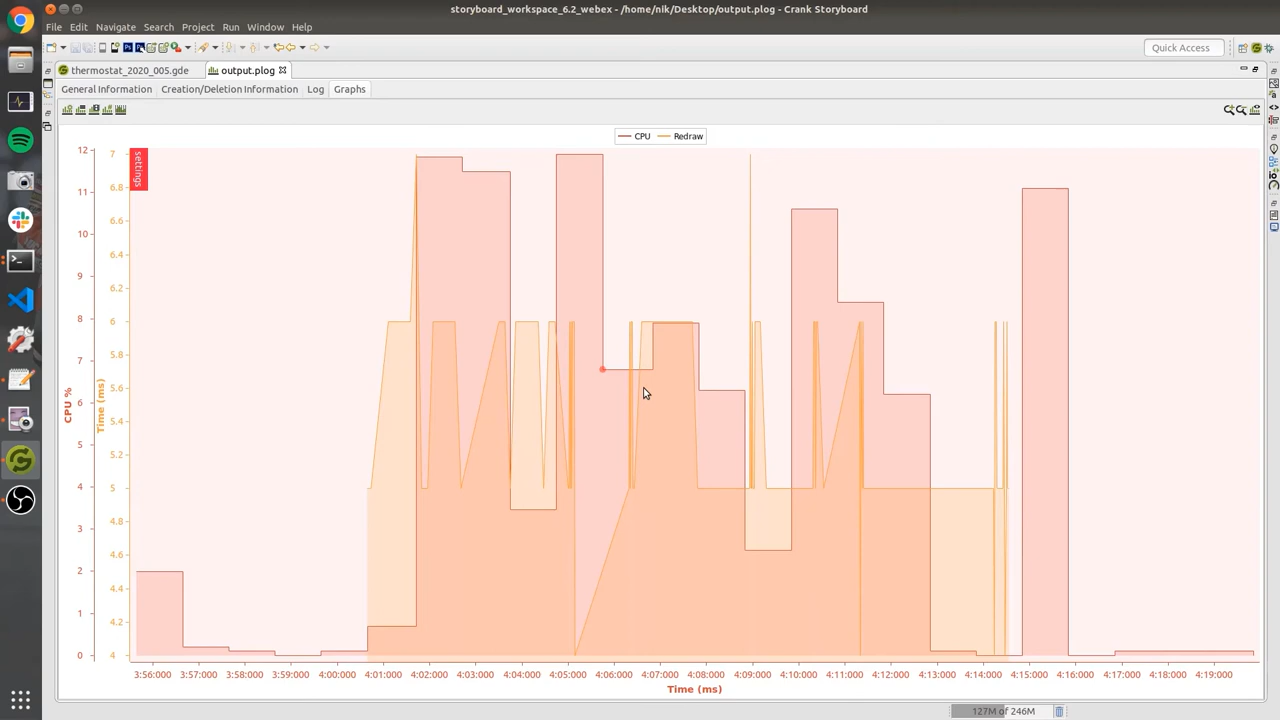 storyboard_workspace_6.2_webex - /home/nik/Desktop/output.plog - Crank Storyboard
File Edit Navigate Search Project Run Window Help
Quick Access
thermostat_2020_005.gde output.plog
General Information Creation/Deletion Information Log Graphs
CPU Redraw
settings
12
11
10
9
8
7
6
5
4
3
2
1
0
CPU %
7
6.8
6.6
6.4
6.2
6
5.8
5.6
5.4
5.2
5
4.8
4.6
4.4
4.2
4
Time (ms)
3:56:000 3:57:000 3:58:000 3:59:000 4:00:000 4:01:000 4:02:000 4:03:000 4:04:000 4:05:000 4:06:000 4:07:000 4:08:000 4:09:000 4:10:000 4:11:000 4:12:000 4:13:000 4:14:000 4:15:000 4:16:000 4:17:000 4:18:000 4:19:000
Time (ms)
127M of 246M